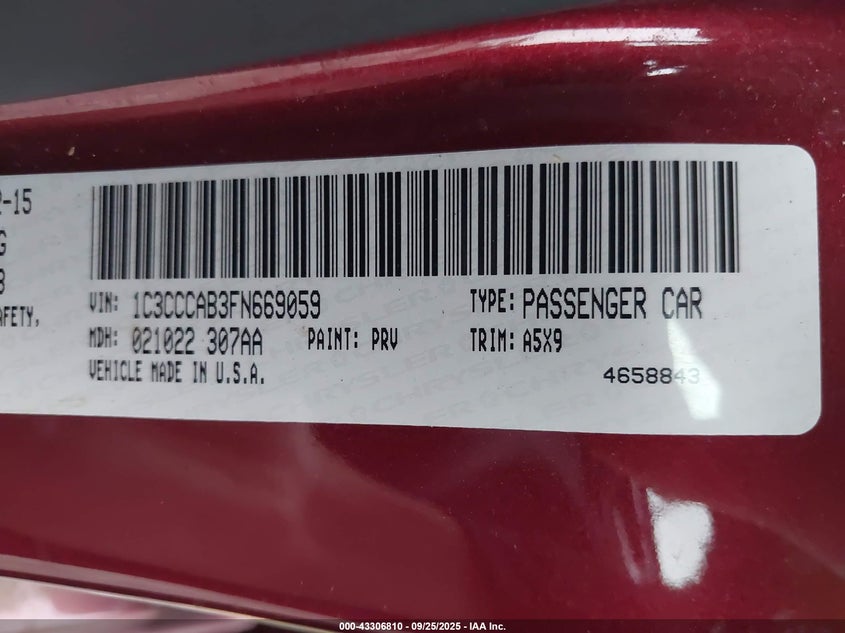 2-15
G
AFETY,
VIN: 1C3CCCAB3FN669059
TYPE: PASSENGER CAR
MDH: 021022 307AA
PAINT: PRV
TRIM: A5X9
VEHICLE MADE IN U.S.A.
4658843
000-43306810 - 09/25/2025 - IAA Inc.